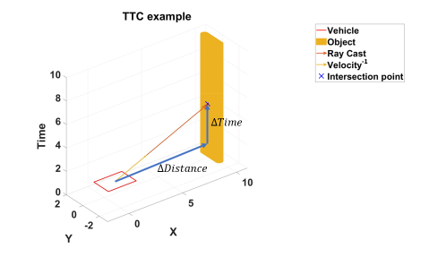 TTC example
Vehicle
Object
Ray Cast
Velocity-1
Intersection point
10
8
6
4
2
0
Time
ΔTime
ΔDistance
2
0
-2
Y
0
5
10
X